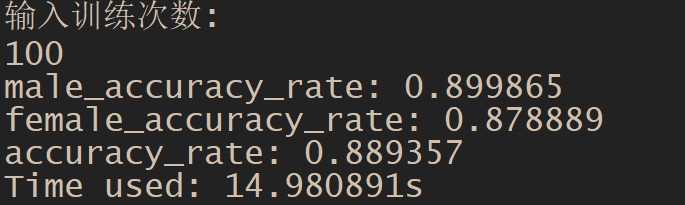 输入训练次数:
100
male_accuracy_rate: 0.899865
female_accuracy_rate: 0.878889
accuracy_rate: 0.889357
Time used: 14.980891s